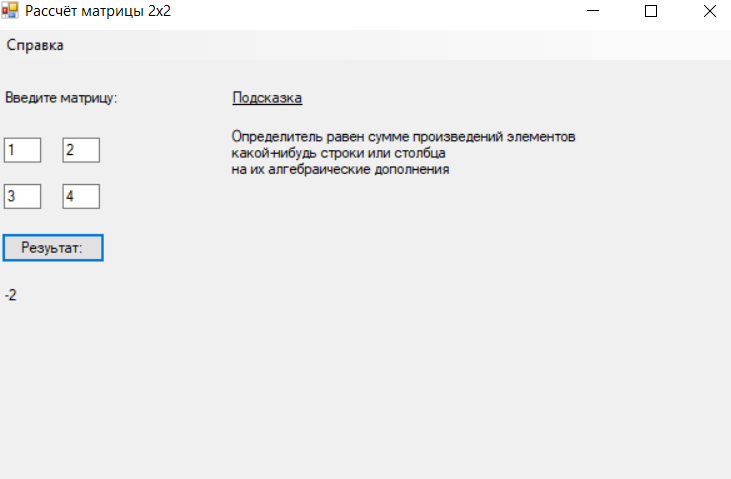 Рассчёт матрицы 2x2
Справка
Введите матрицу:
Подсказка
Определитель равен сумме произведений элементов
какой-нибудь строки или столбца
на их алгебраические дополнения
1 2
3 4
Резуьтат:
-2